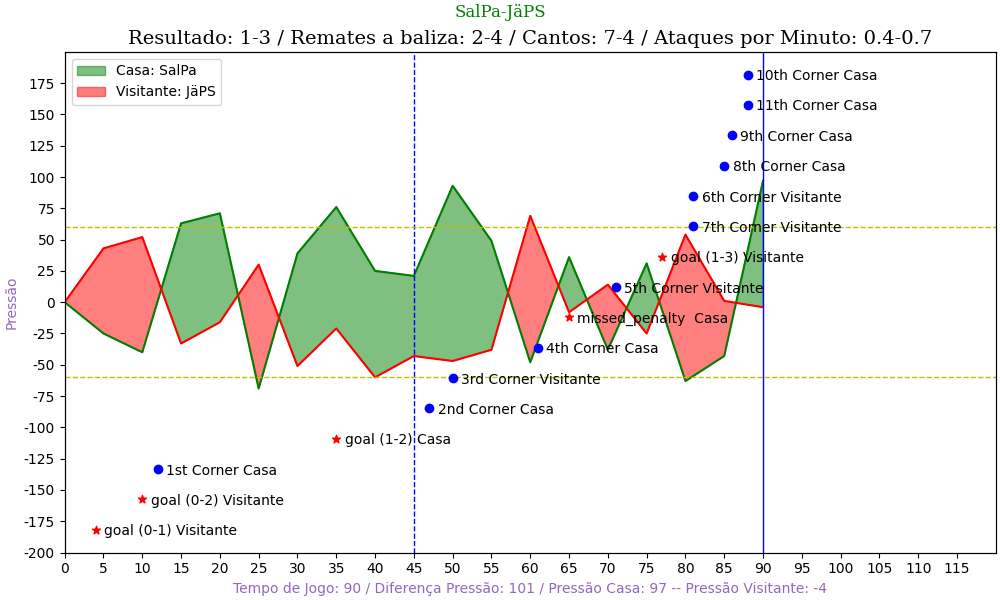 SalPa-JäPS
Resultado: 1-3 / Remates a baliza: 2-4 / Cantos: 7-4 / Ataques por Minuto: 0.4-0.7
Casa: SalPa
Visitante: JäPS
10th Corner Casa
11th Corner Casa
9th Corner Casa
8th Corner Casa
6th Corner Visitante
7th Corner Visitante
goal (1-3) Visitante
5th Corner Visitante
missed_penalty  Casa
4th Corner Casa
3rd Corner Visitante
2nd Corner Casa
goal (1-2) Casa
1st Corner Casa
goal (0-2) Visitante
goal (0-1) Visitante
Pressão
175
150
125
100
75
50
25
0
-25
-50
-75
-100
-125
-150
-175
-200
0 5 10 15 20 25 30 35 40 45 50 55 60 65 70 75 80 85 90 95 100 105 110 115
Tempo de Jogo: 90 / Diferença Pressão: 101 / Pressão Casa: 97 -- Pressão Visitante: -4